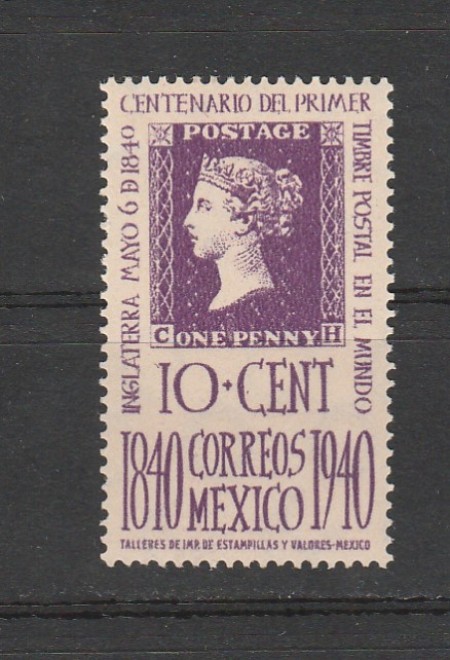 INGLATERRA MAYO 6 D 1840
CENTENARIO DEL PRIMER
TIMBRE POSTAL EN EL MUNDO
POSTAGE
C ONE PENNY H
10 + CENT
1840 CORREOS 1940
MEXICO
TALLERES DE IMP. DE ESTAMPILLAS Y VALORES-MEXICO